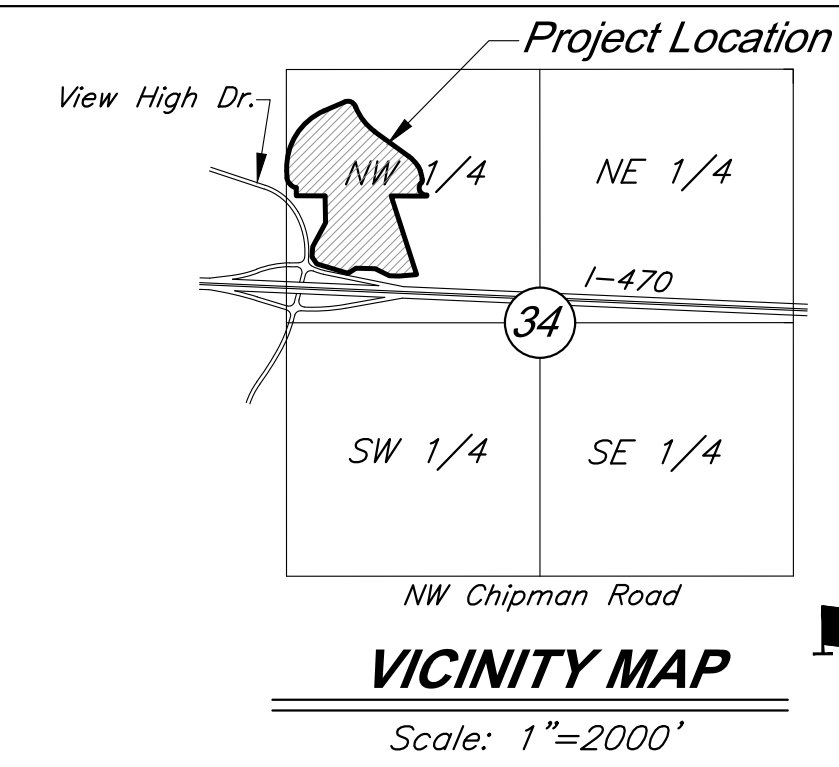 Project Location
View High Dr.
NW 1/4
NE 1/4
I-470
34
SW 1/4
SE 1/4
NW Chipman Road
VICINITY MAP
Scale: 1"=2000'